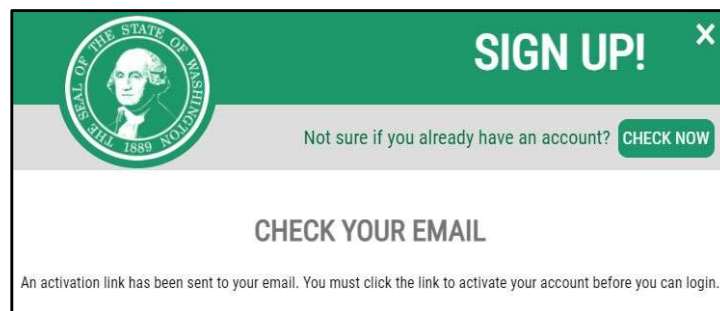 THE SEAL OF THE STATE OF WASHINGTON
1889
SIGN UP!
X
Not sure if you already have an account? CHECK NOW
CHECK YOUR EMAIL
An activation link has been sent to your email. You must click the link to activate your account before you can login.